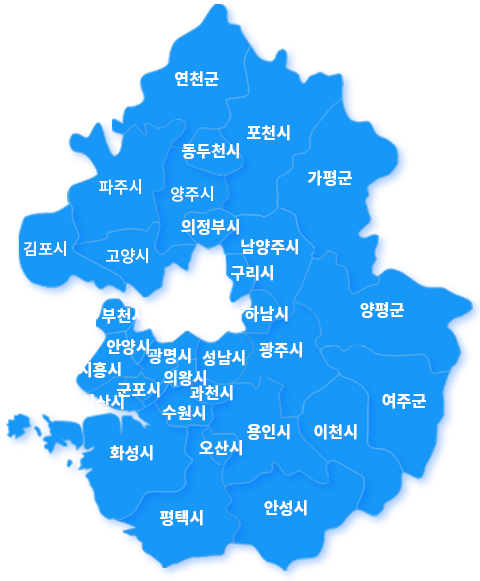 연천군
포천시
동두천시
가평군
파주시
양주시
의정부시
남양주시
김포시
고양시
구리시
양평군
부천시
하남시
안양시
광명시
성남시
광주시
시흥시
의왕시
군포시
과천시
안산시
수원시
여주군
용인시
이천시
오산시
화성시
안성시
평택시